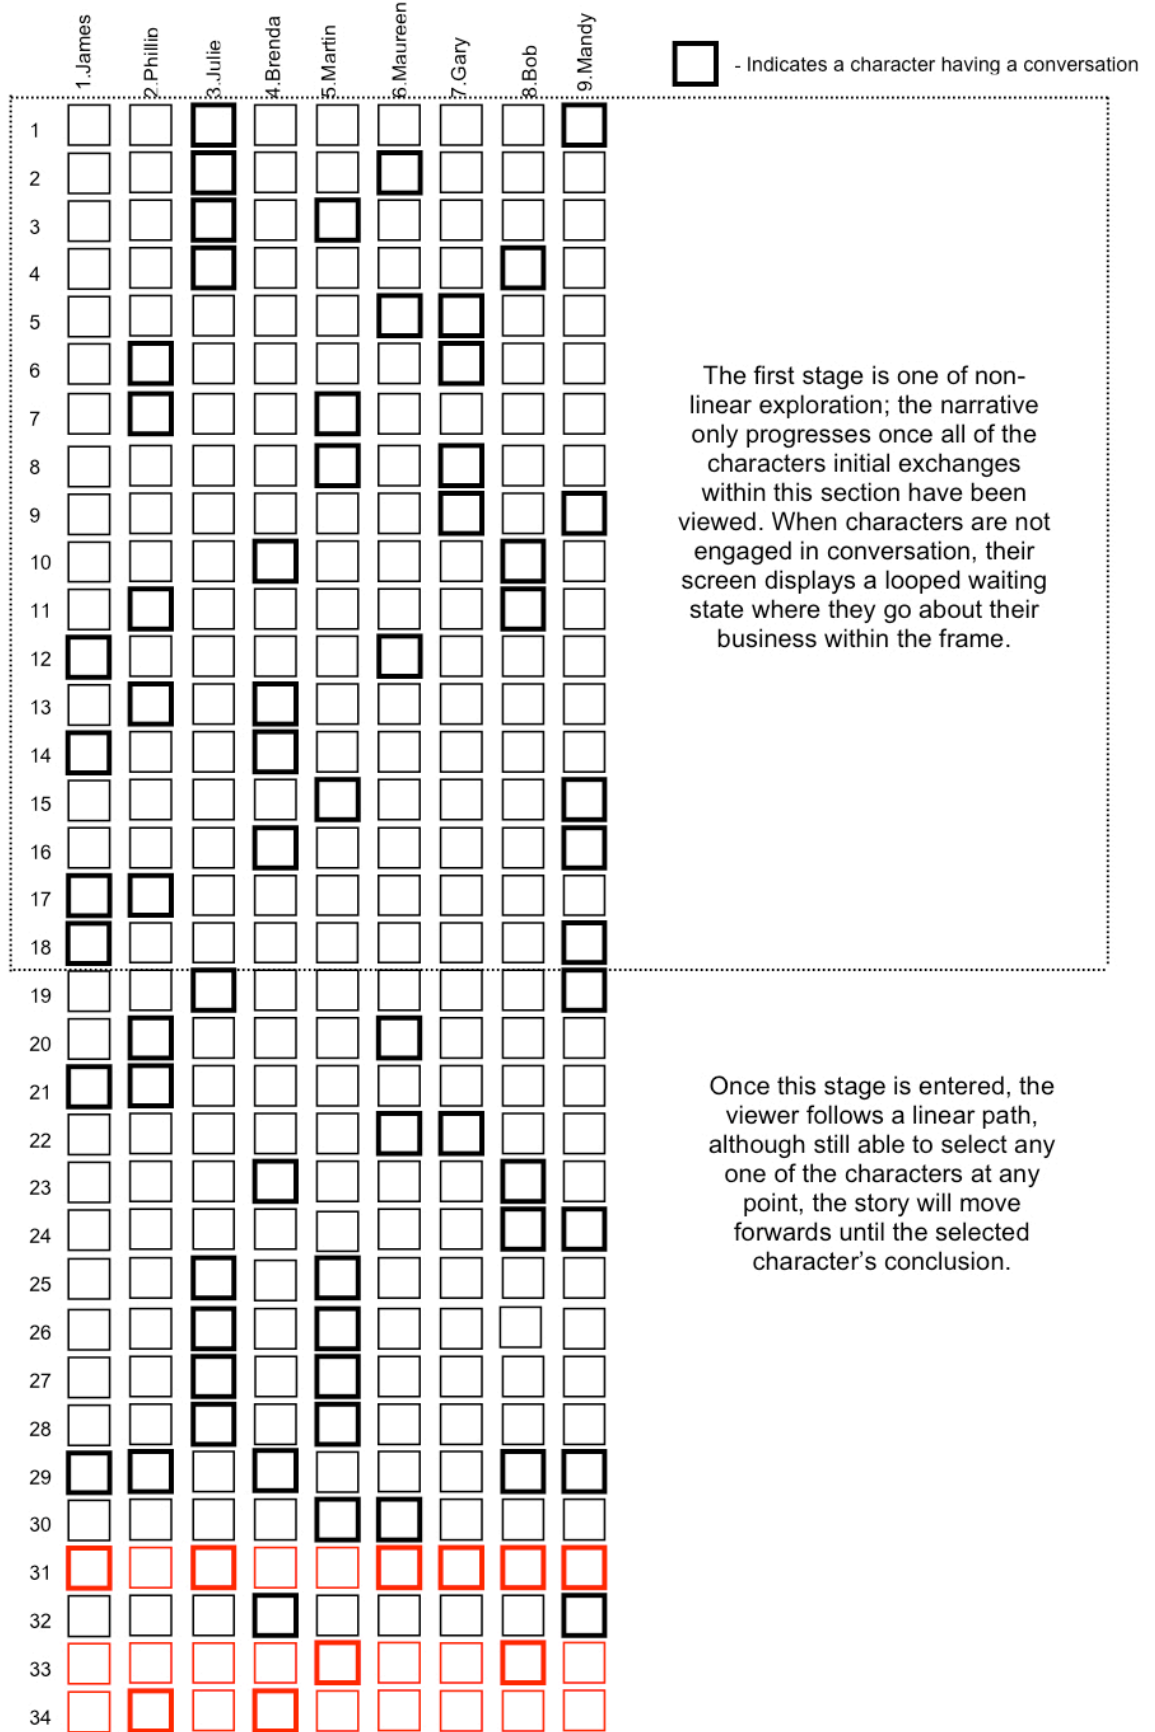 1.James
2.Phillip
3.Julie
4.Brenda
5.Martin
6.Maureen
7.Gary
8.Bob
9.Mandy
- Indicates a character having a conversation
1
2
3
4
5
6
7
8
9
10
11
12
13
14
15
16
17
18
The first stage is one of non-
linear exploration; the narrative
only progresses once all of the
characters initial exchanges
within this section have been
viewed. When characters are not
engaged in conversation, their
screen displays a looped waiting
state where they go about their
business within the frame.
19
20
21
22
23
24
25
26
27
28
29
30
31
32
33
34
Once this stage is entered, the
viewer follows a linear path,
although still able to select any
one of the characters at any
point, the story will move
forwards until the selected
character’s conclusion.